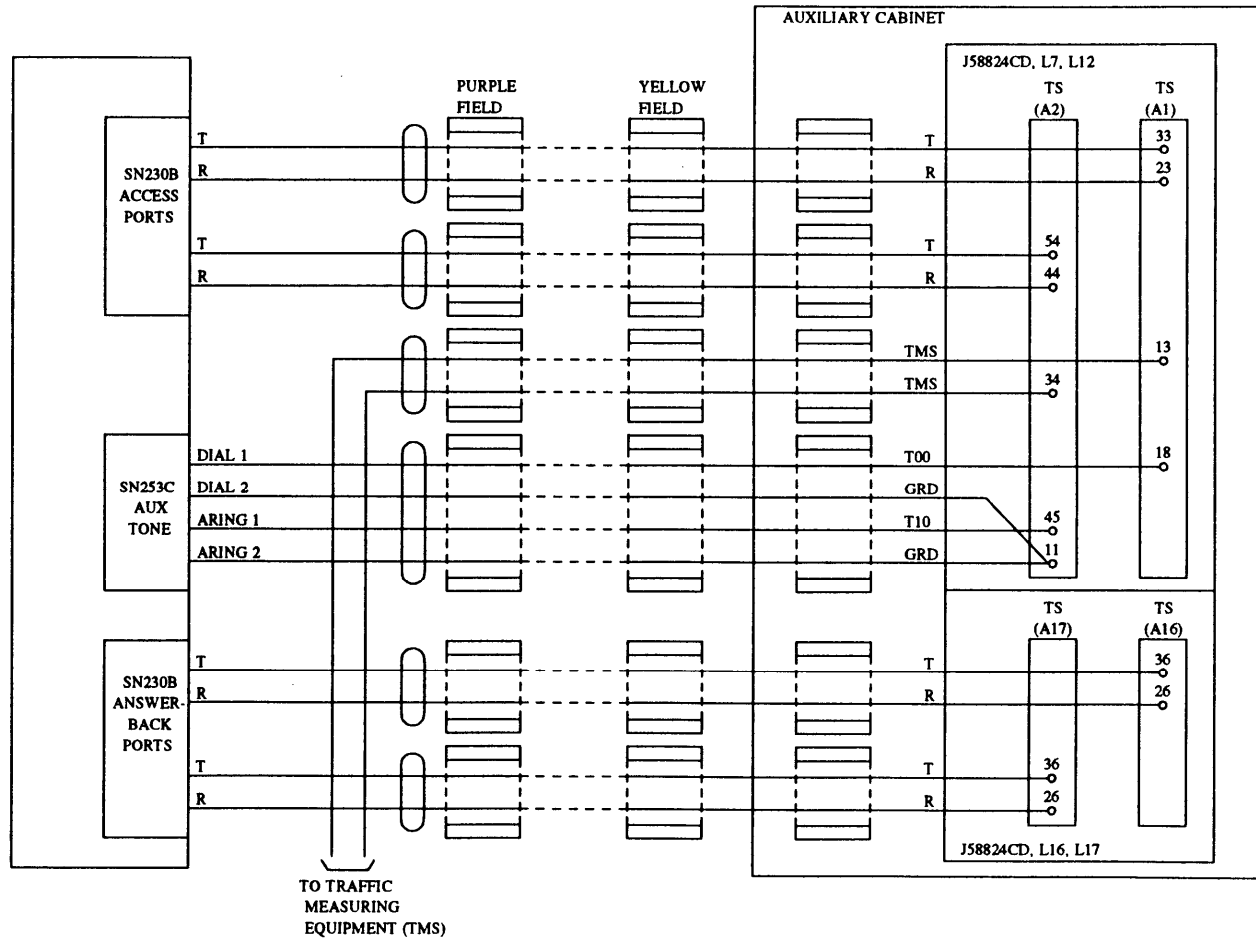 AUXILIARY CABINET
J58824CD, L7, L12
PURPLE
FIELD
YELLOW
FIELD
TS
(A2)
TS
(A1)
SN230B
ACCESS
PORTS
T
T
33
R
R
23
T
T
54
R
R
44
TMS
13
TMS
34
SN253C
AUX
TONE
DIAL 1
T00
18
DIAL 2
GRD
ARING 1
T10
45
ARING 2
GRD
11
TS
(A17)
TS
(A16)
SN230B
ANSWER-
BACK
PORTS
T
T
36
R
R
26
T
T
36
R
R
26
J58824CD, L16, L17
TO TRAFFIC
MEASURING
EQUIPMENT (TMS)